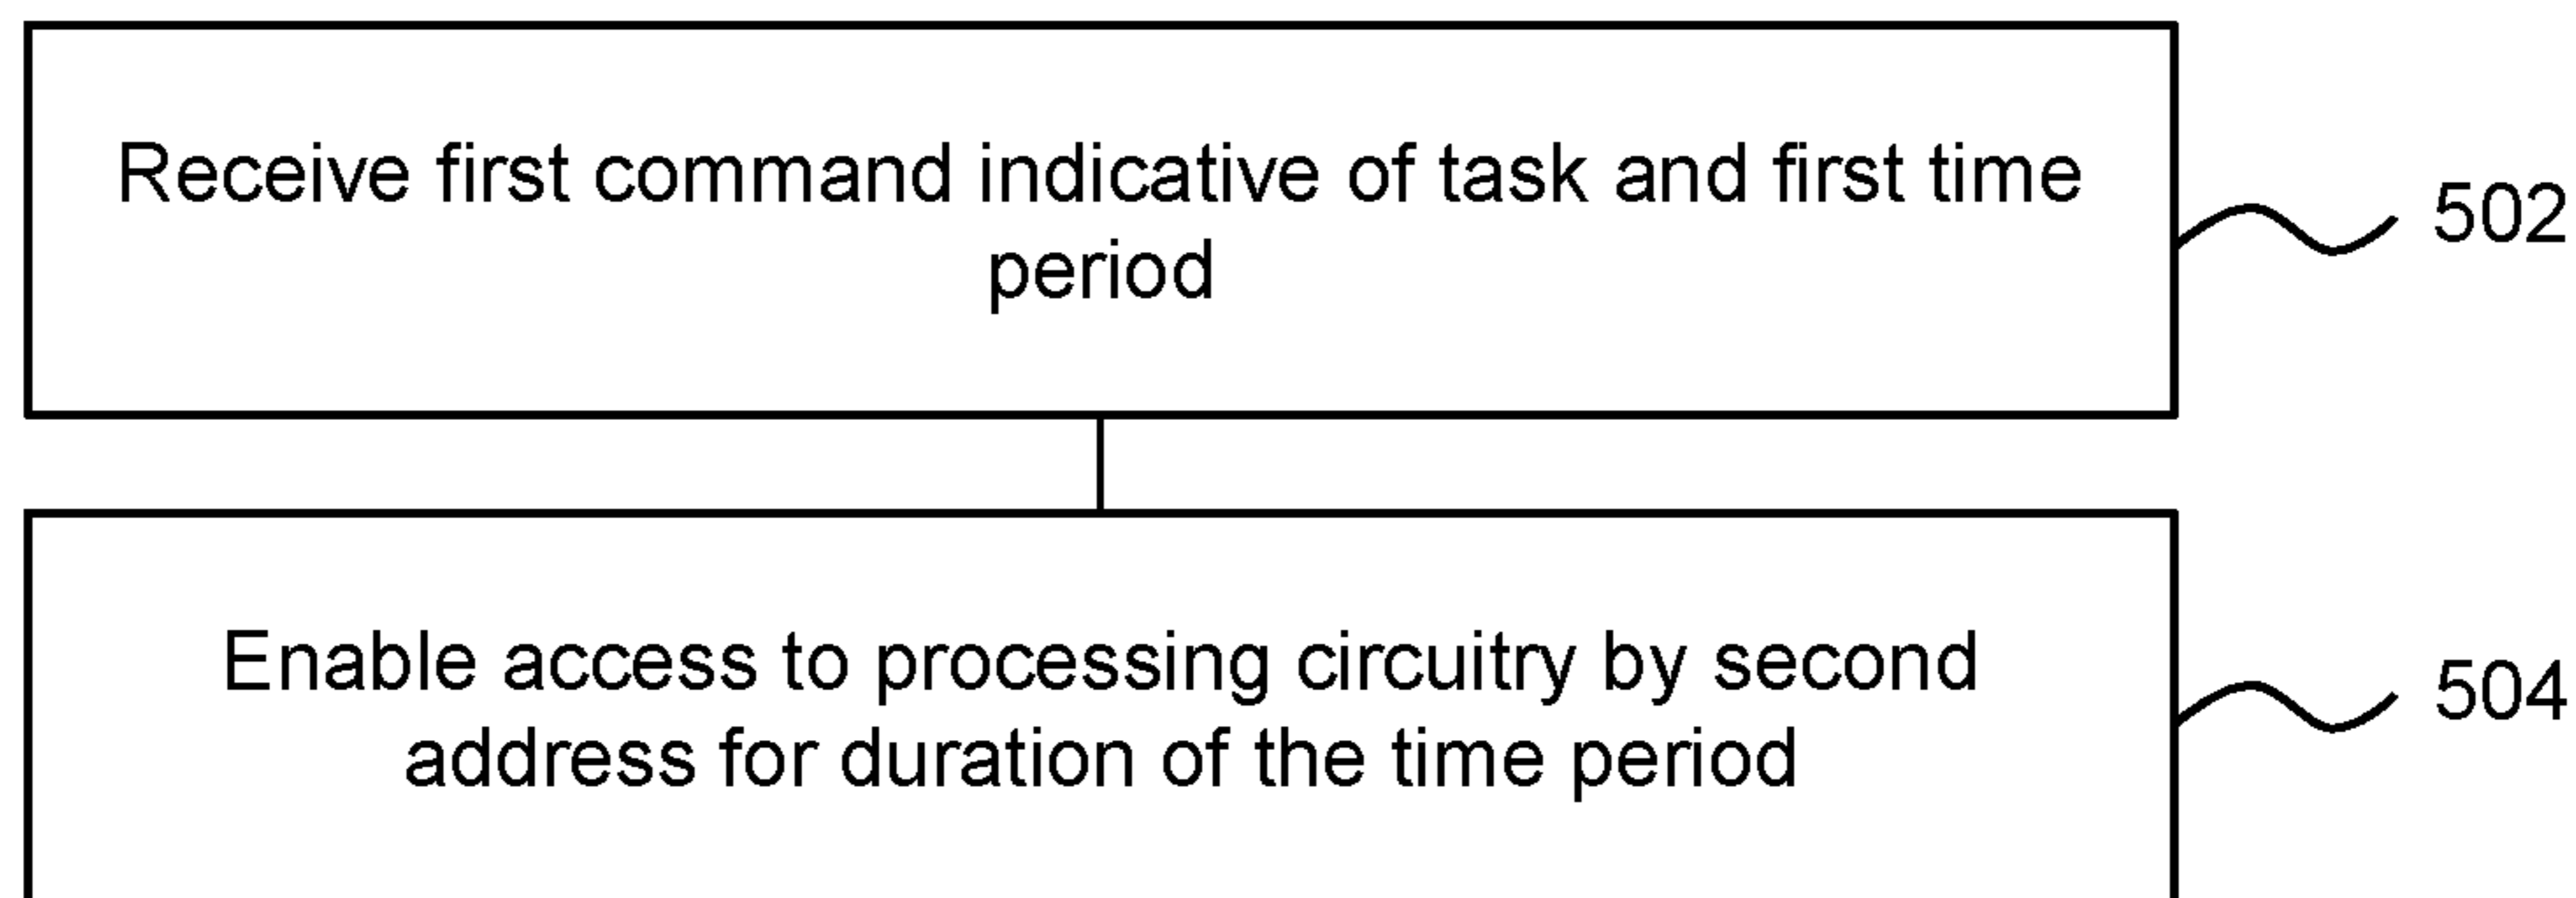 Receive first command indicative of task and first time
period
502
Enable access to processing circuitry by second
address for duration of the time period
504